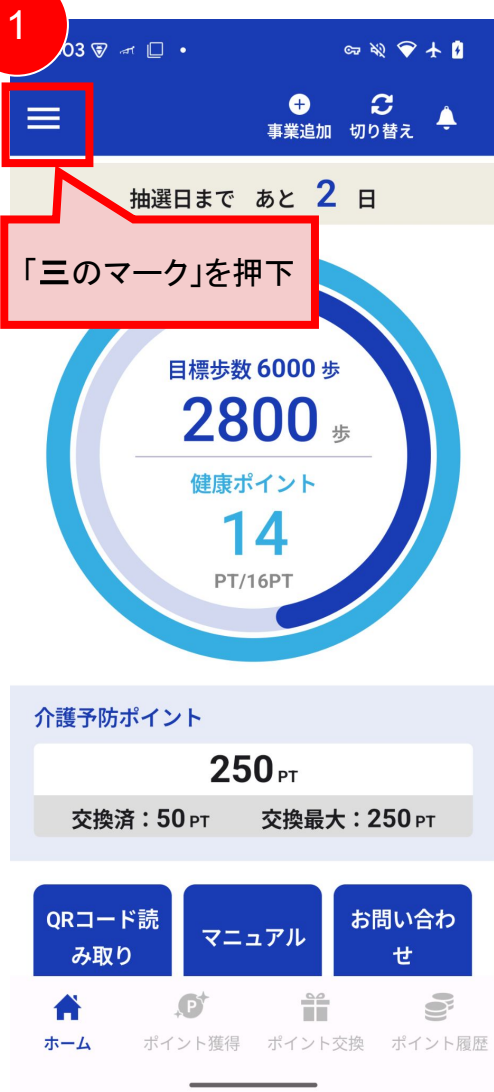 1
03
事業追加 切り替え
抽選日まで あと 2 日
「三のマーク」を押下
目標歩数 6000 歩
2800 歩
健康ポイント
14
PT/16PT
介護予防ポイント
250 PT
交換済：50 PT 交換最大：250 PT
QRコード読み取り
マニュアル
お問い合わせ
ホーム ポイント獲得 ポイント交換 ポイント履歴